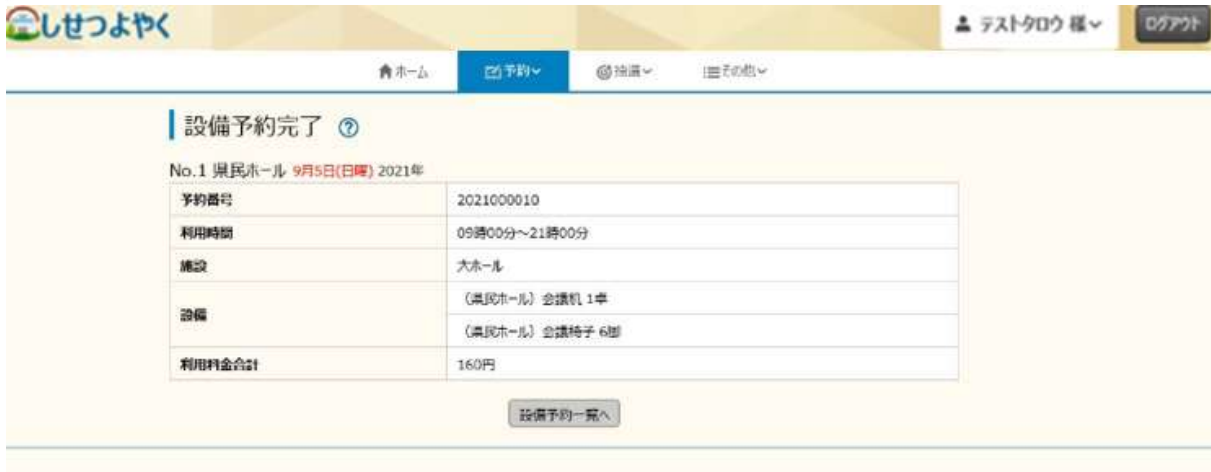 しせつよやく
テストタロウ 様
ログアウト
ホーム
予約
抽選
その他
設備予約完了 ?
No.1 県民ホール 9月5日(日曜) 2021年
予約番号 2021000010
利用時間 09時00分～21時00分
施設 大ホール
設備
（県民ホール）会議机 1卓
（県民ホール）会議椅子 6脚
利用料金合計 160円
設備予約一覧へ